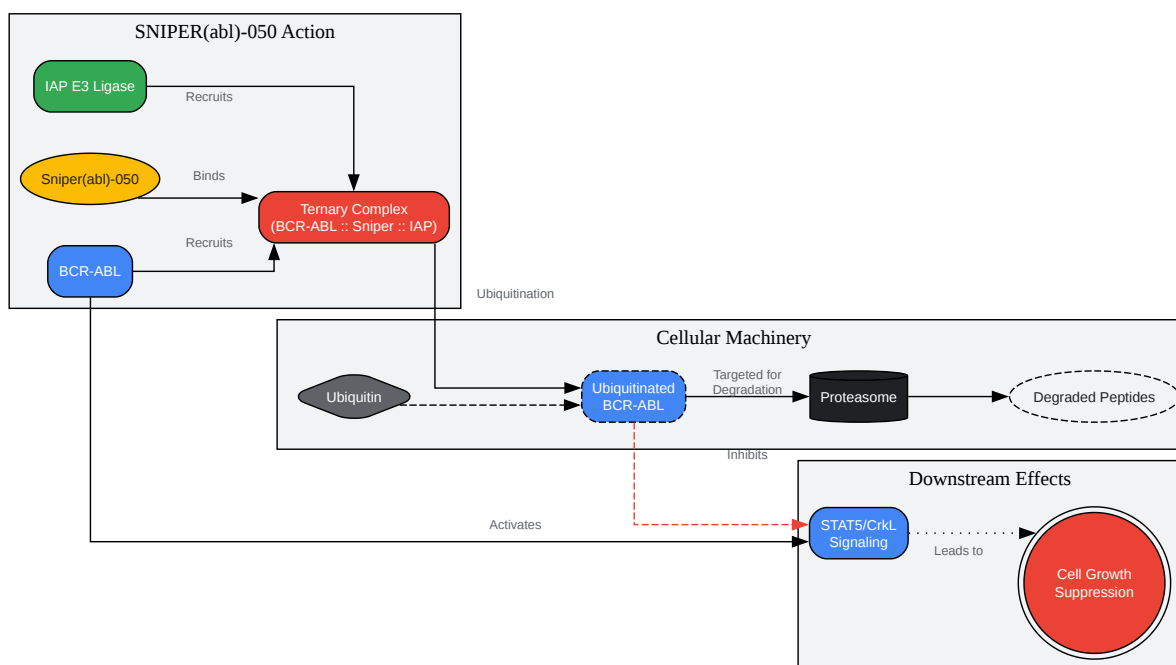 SNIPER(abl)-050 Action
IAP E3 Ligase
Recruits
Sniper(abl)-050
Binds
Ternary Complex
(BCR-ABL :: Sniper :: IAP)
Recruits
BCR-ABL
Ubiquitination
Cellular Machinery
Ubiquitin
Ubiquitinated
BCR-ABL
Targeted for
Degradation
Proteasome
Degraded Peptides
Inhibits
Downstream Effects
Activates
STAT5/CrkL
Signaling
Leads to
Cell Growth
Suppression